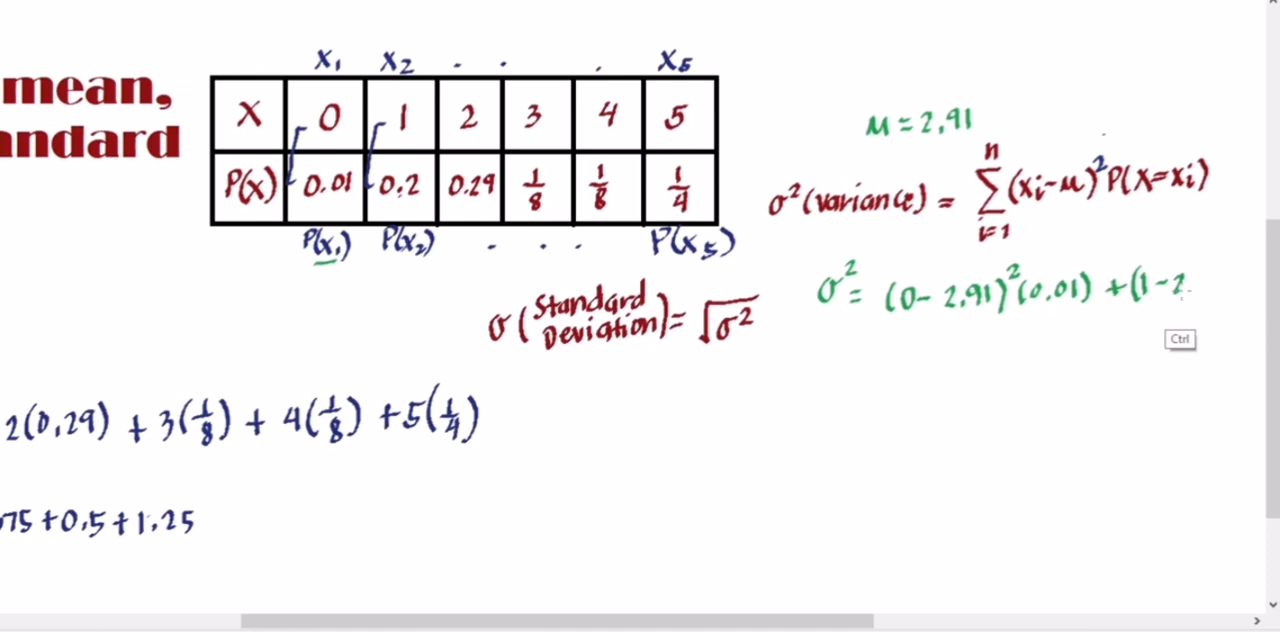 mean,
andard
x₁ x₂ . . . x₅
X 0 1 2 3 4 5
P(x) 0.01 0.2 0.29 1/8 1/8 1/4
P(x₁) P(x₂) . . . P(x₅)
μ = 2.91
σ² (variance) = Σ (xi-μ)² P(X=xi)
n
i=1
σ (Standard Deviation) = √σ²
σ² = (0-2.91)² (0.01) + (1-2
2(0.29) + 3(1/8) + 4(1/8) + 5(1/4)
75 + 0.5 + 1.25
Ctrl